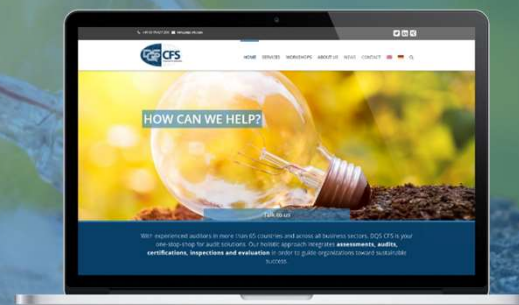 DQS CFS
HOME SERVICES WORKSHOPS ABOUT US NEWS CONTACT
HOW CAN WE HELP?
Talk to us
With experienced auditors in more than 65 countries and across all business sectors, DQS CFS is your
one-stop-shop for audit solutions. Our holistic approach integrates assessments, audits,
certifications, inspections and evaluation in order to guide organizations toward sustainable
success.